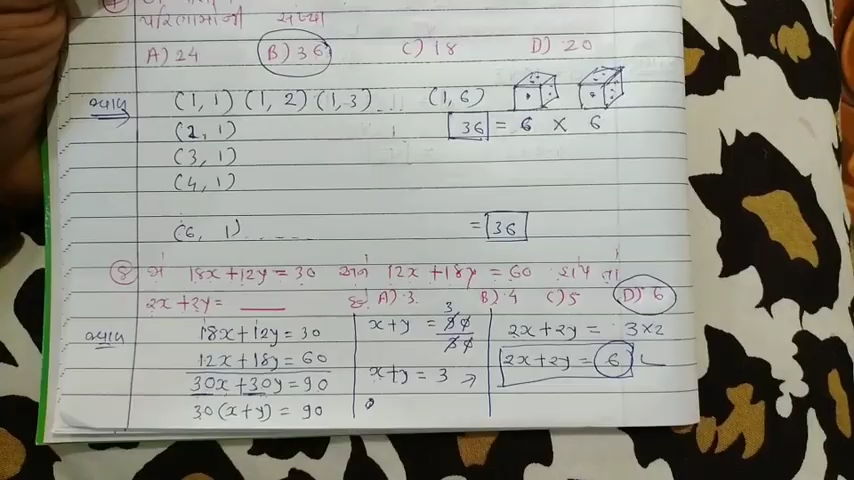 પરિણામોની સંખ્યા
A) 24 B) 36 C) 18 D) 20
જવાબ (1, 1) (1, 2) (1, 3) ... (1, 6)
(2, 1) 36 = 6 × 6
(3, 1)
(4, 1)
(6, 1) ...... = 36
8 જો 18x+12y = 30 અને 12x+18y = 60 હોય તો
2x+2y = ____ A) 3. B) 4 C) 5 D) 6
જવાબ 18x+12y = 30
12x+18y = 60
30x+30y = 90
30(x+y) = 90
x+y = 3 90/30
x+y = 3 →
2x+2y = 3×2
2x+2y = 6